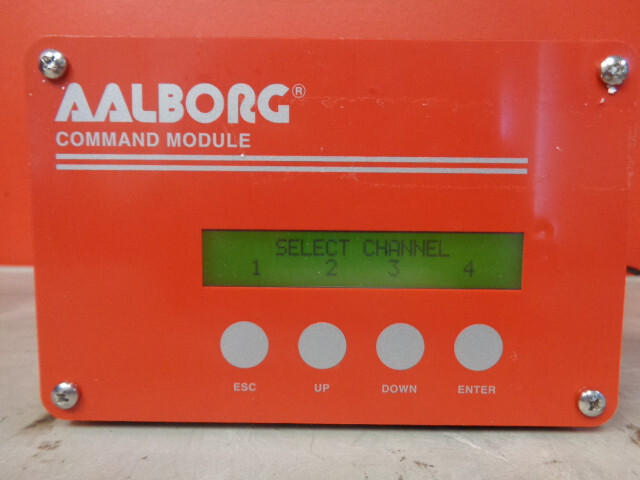 AALBORG®
COMMAND MODULE
SELECT CHANNEL
1 2 3 4
ESC UP DOWN ENTER